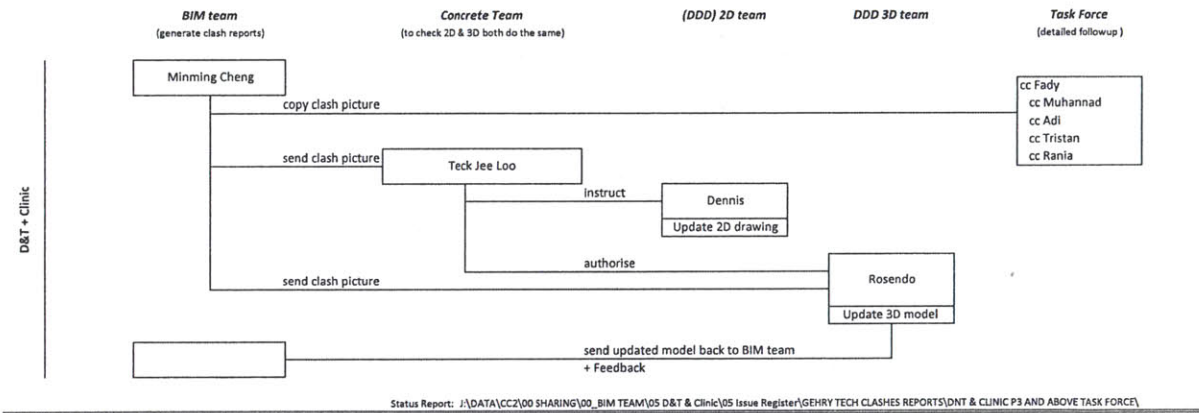 BIM team
(generate clash reports)
Concrete Team
(to check 2D & 3D both do the same)
(DDD) 2D team
DDD 3D team
Task Force
(detailed followup )
D&T + Clinic
Minming Cheng
copy clash picture
cc Fady
cc Muhannad
cc Adi
cc Tristan
cc Rania
send clash picture
Teck Jee Loo
instruct
Dennis
Update 2D drawing
authorise
send clash picture
Rosendo
Update 3D model
send updated model back to BIM team
+ Feedback
Status Report: J:\DATA\CC2\00 SHARING\00_BIM TEAM\05 D&T & Clinic\05 Issue Register\GEHRY TECH CLASHES REPORTS\DNT & CLINIC P3 AND ABOVE TASK FORCE\